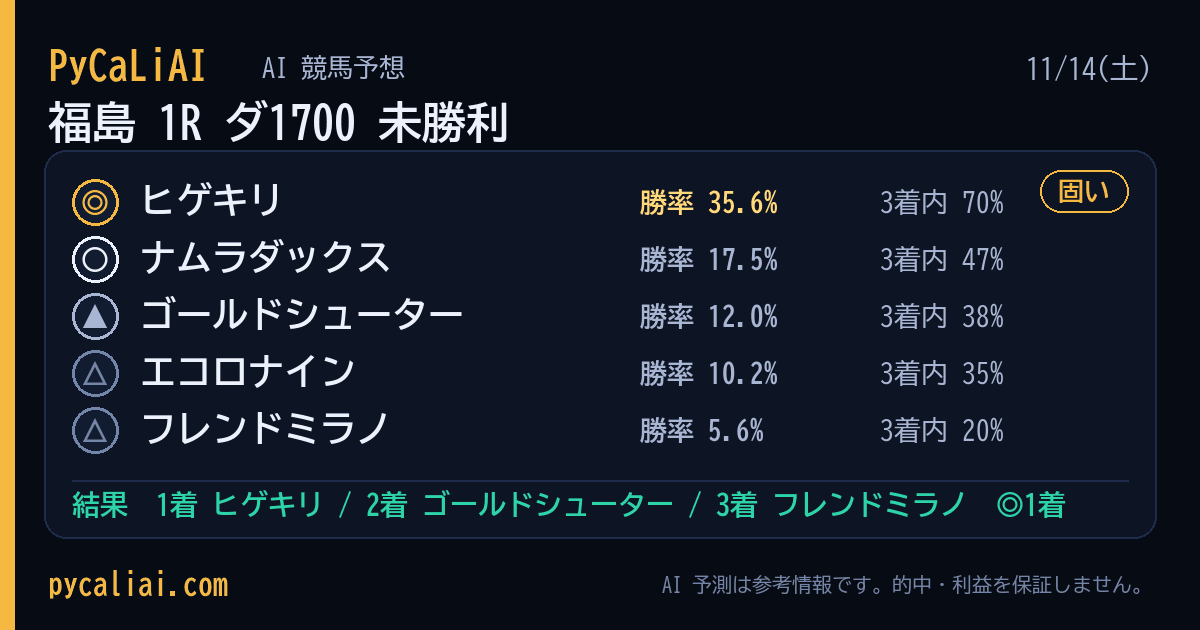 PyCaLiAI AI 競馬予想 11/14(土)
福島 1R ダ1700 未勝利
◎ ヒゲキリ 勝率 35.6% 3着内 70% 固い
○ ナムラダックス 勝率 17.5% 3着内 47%
▲ ゴールドシューター 勝率 12.0% 3着内 38%
△ エコロナイン 勝率 10.2% 3着内 35%
△ フレンドミラノ 勝率 5.6% 3着内 20%
結果 1着 ヒゲキリ / 2着 ゴールドシューター / 3着 フレンドミラノ ◎1着
pycaliai.com AI 予測は参考情報です。的中・利益を保証しません。